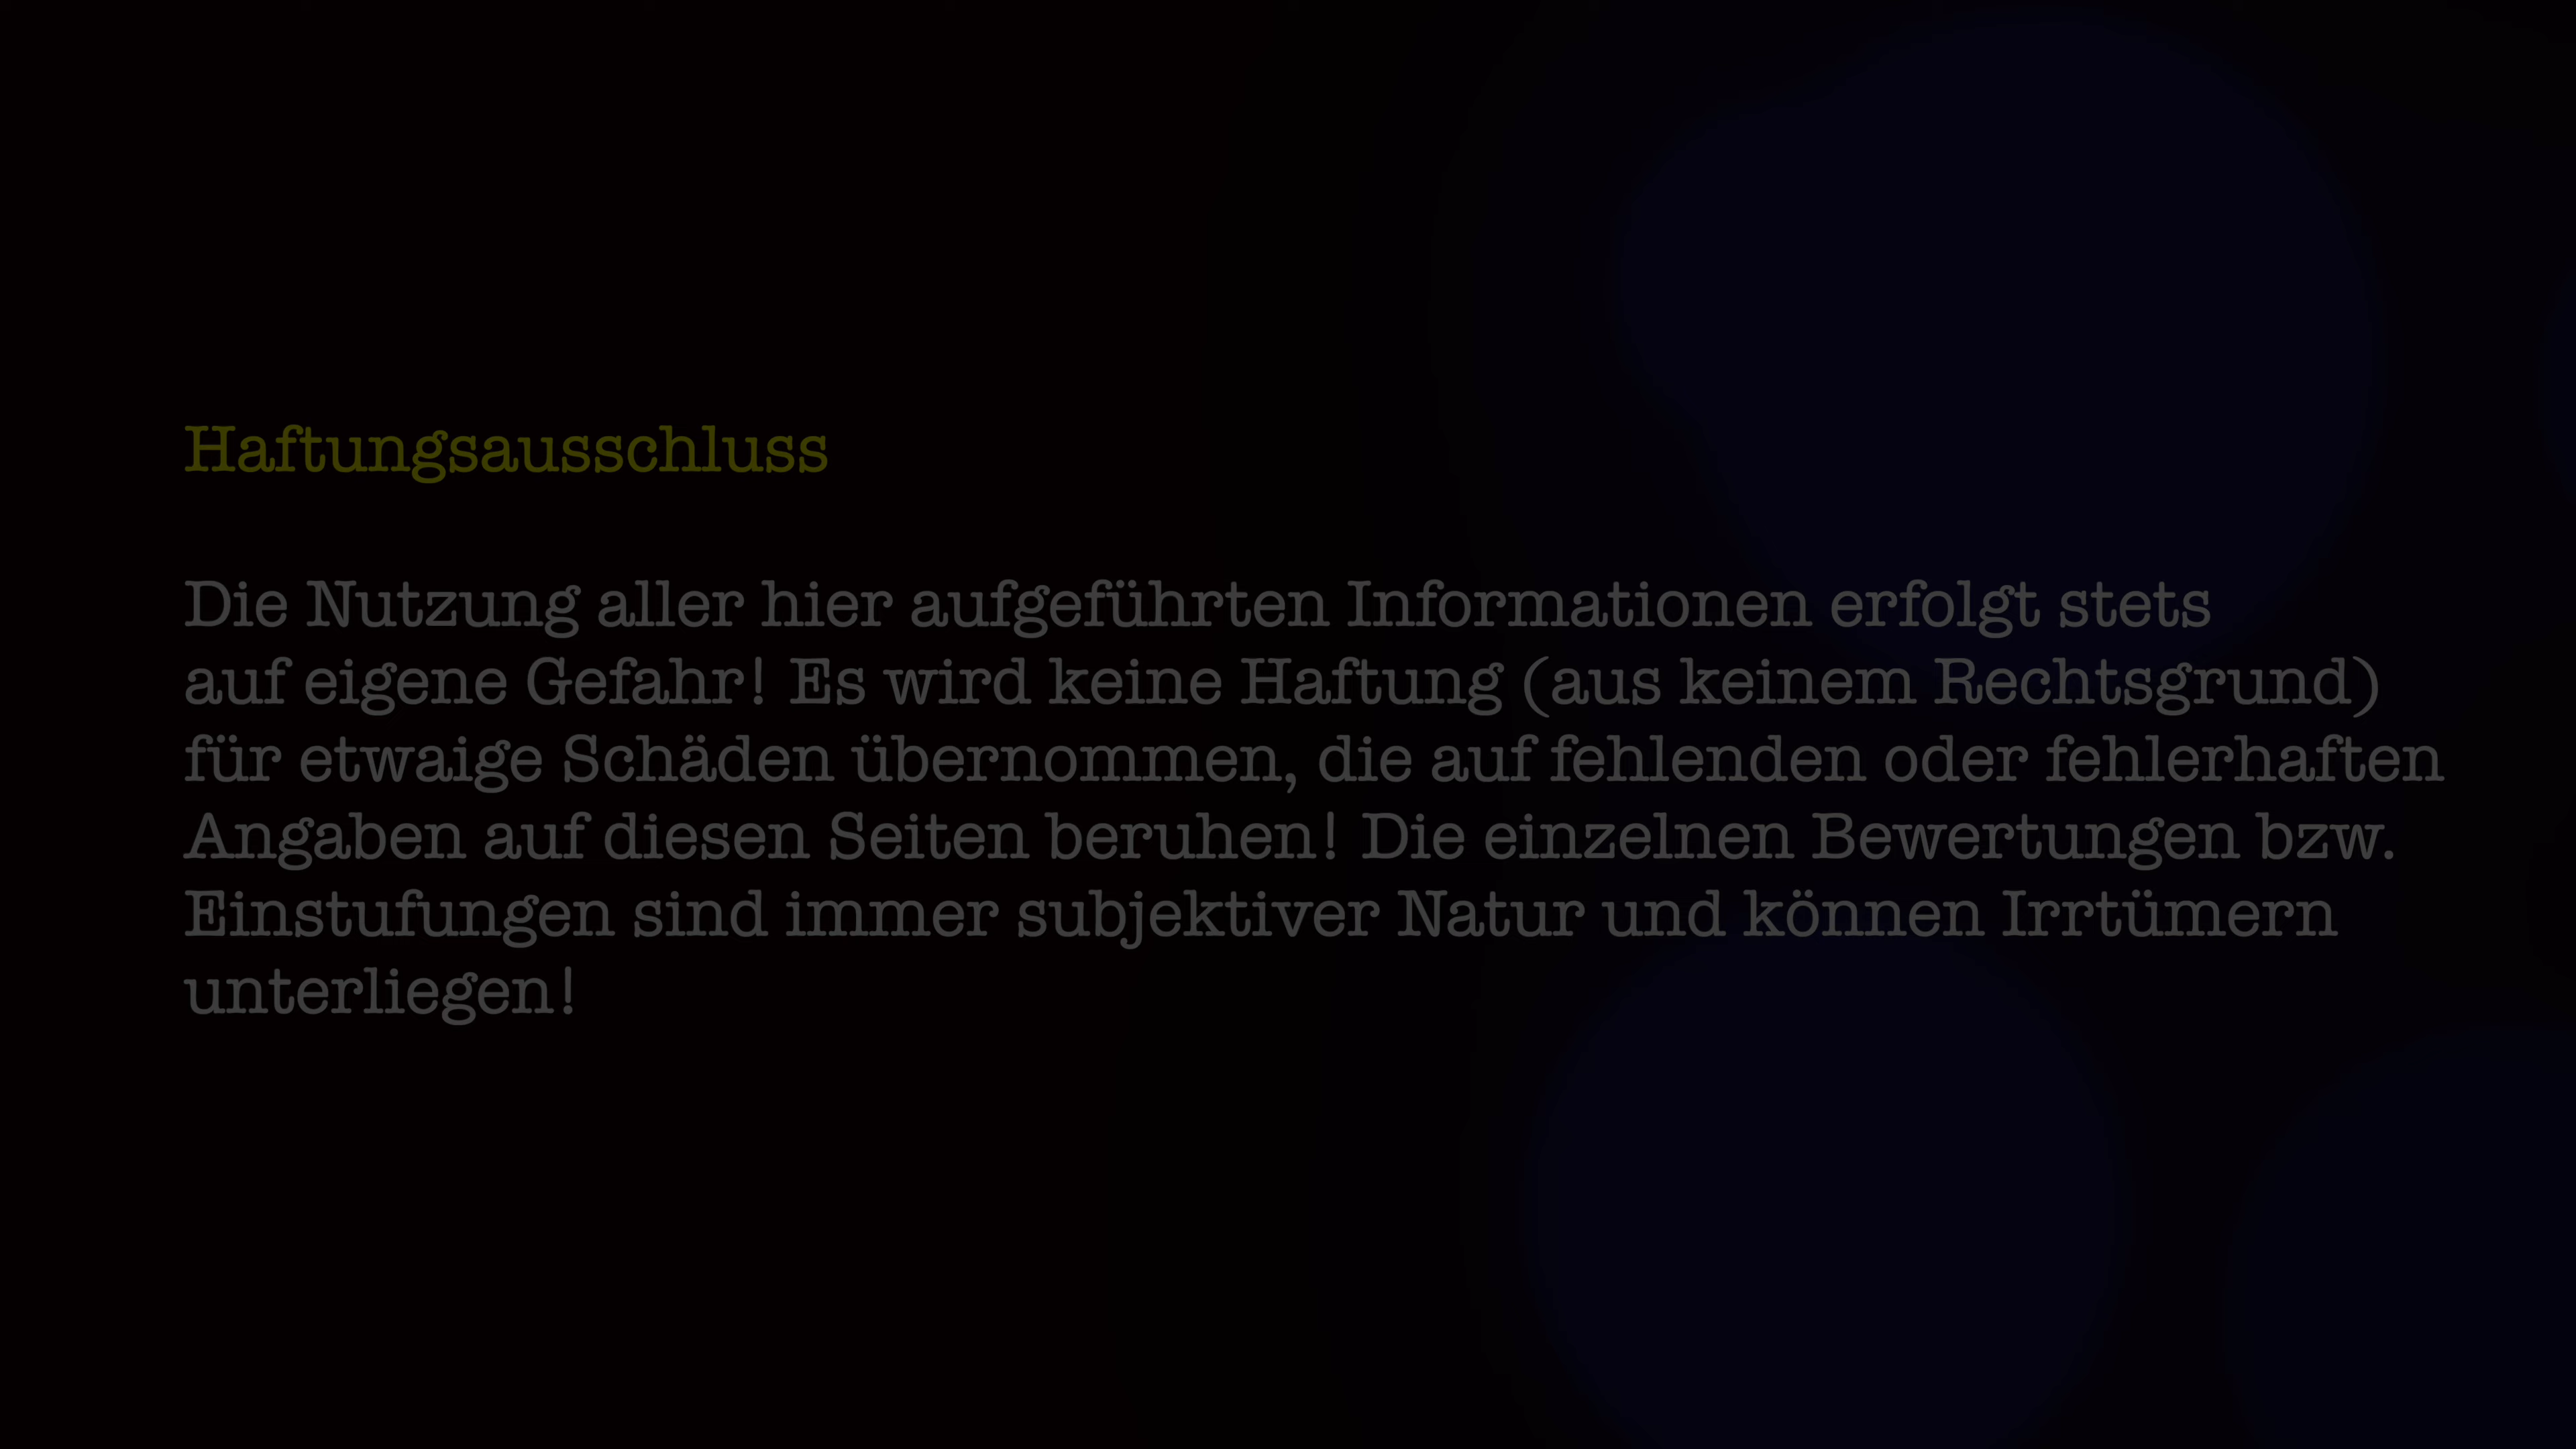 Haftungsausschluss
Die Nutzung aller hier aufgeführten Informationen erfolgt stets
auf eigene Gefahr! Es wird keine Haftung (aus keinem Rechtsgrund)
für etwaige Schäden übernommen, die auf fehlenden oder fehlerhaften
Angaben auf diesen Seiten beruhen! Die einzelnen Bewertungen bzw.
Einstufungen sind immer subjektiver Natur und können Irrtümern
unterliegen!